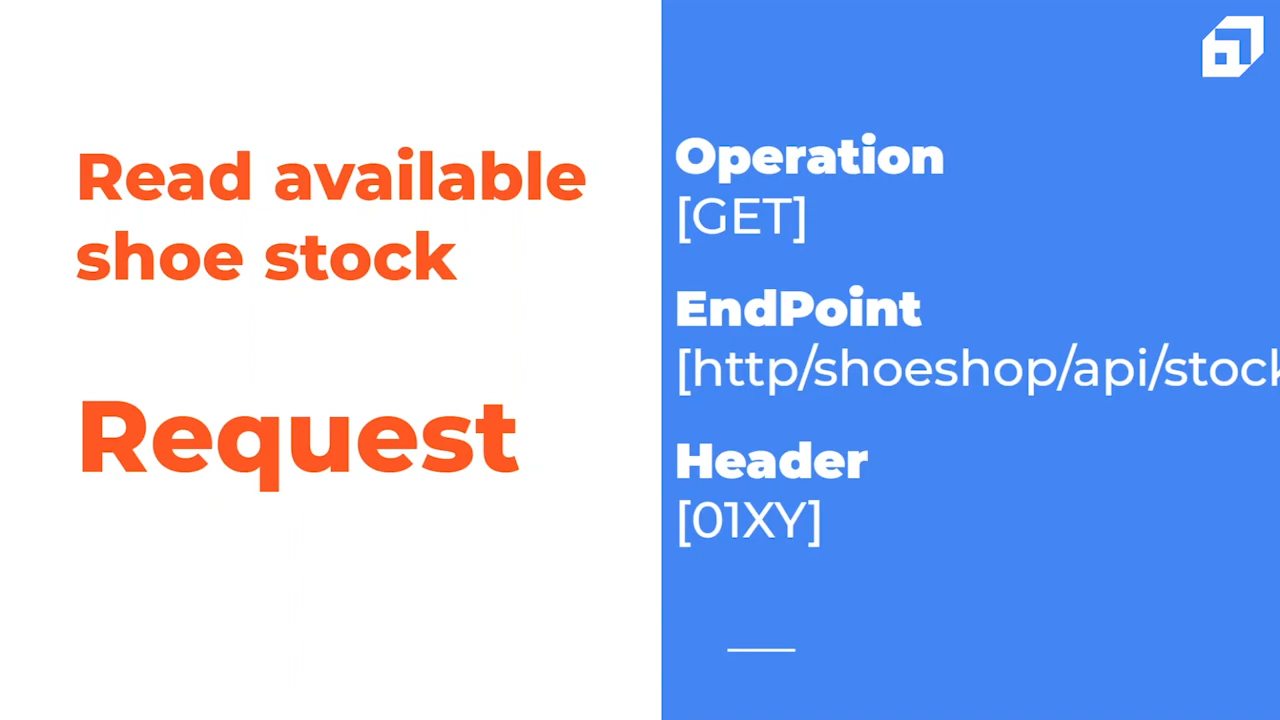 Read available
shoe stock
Request
Operation
[GET]
EndPoint
[http/shoeshop/api/stock
Header
[01XY]